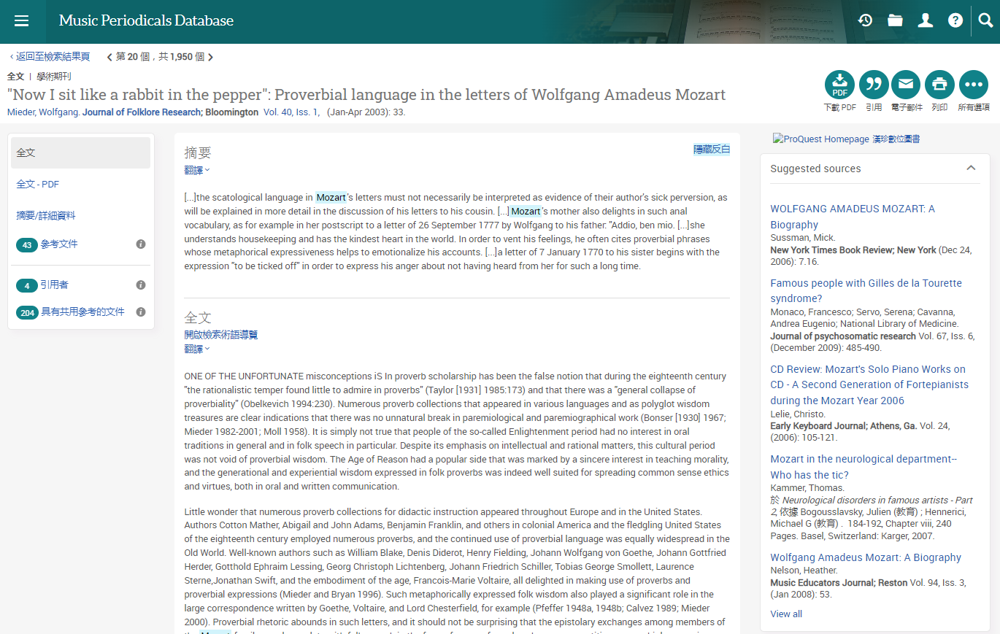 Music Periodicals Database
‹ 返回至檢索結果頁 第 20 個，共 1,950 個
全文 | 學術期刊
"Now I sit like a rabbit in the pepper": Proverbial language in the letters of Wolfgang Amadeus Mozart
Mieder, Wolfgang. Journal of Folklore Research; Bloomington Vol. 40, Iss. 1, (Jan-Apr 2003): 33.
PDF
下載 PDF 引用 電子郵件 列印 所有選項
全文
全文 - PDF
摘要/詳細資料
43 參考文件
4 引用者
204 具有共用參考的文件
摘要
隱藏反白
翻譯
[...]the scatological language in Mozart's letters must not necessarily be interpreted as evidence of their author's sick perversion, as
will be explained in more detail in the discussion of his letters to his cousin. [...] Mozart's mother also delights in such anal
vocabulary, as for example in her postscript to a letter of 26 September 1777 by Wolfgang to his father: "Addio, ben mio. [...]she
understands housekeeping and has the kindest heart in the world. In order to vent his feelings, he often cites proverbial phrases
whose metaphorical expressiveness helps to emotionalize his accounts. [...]a letter of 7 January 1770 to his sister begins with the
expression "to be ticked off" in order to express his anger about not having heard from her for such a long time.
全文
開啟檢索術語導覽
翻譯
ONE OF THE UNFORTUNATE misconceptions iS In proverb scholarship has been the false notion that during the eighteenth century
"the rationalistic temper found little to admire in proverbs" (Taylor [1931] 1985:173) and that there was a "general collapse of
proverbiality" (Obelkevich 1994:230). Numerous proverb collections that appeared in various languages and as polyglot wisdom
treasures are clear indications that there was no unnatural break in paremiological and paremiographical work (Bonser [1930] 1967;
Mieder 1982-2001; Moll 1958). It is simply not true that people of the so-called Enlightenment period had no interest in oral
traditions in general and in folk speech in particular. Despite its emphasis on intellectual and rational matters, this cultural period
was not void of proverbial wisdom. The Age of Reason had a popular side that was marked by a sincere interest in teaching morality,
and the generational and experiential wisdom expressed in folk proverbs was indeed well suited for spreading common sense ethics
and virtues, both in oral and written communication.
Little wonder that numerous proverb collections for didactic instruction appeared throughout Europe and in the United States.
Authors Cotton Mather, Abigail and John Adams, Benjamin Franklin, and others in colonial America and the fledgling United States
of the eighteenth century employed numerous proverbs, and the continued use of proverbial language was equally widespread in the
Old World. Well-known authors such as William Blake, Denis Diderot, Henry Fielding, Johann Wolfgang von Goethe, Johann Gottfried
Herder, Gotthold Ephraim Lessing, Georg Christoph Lichtenberg, Johann Friedrich Schiller, Tobias George Smollett, Laurence
Sterne,Jonathan Swift, and the embodiment of the age, Francois-Marie Voltaire, all delighted in making use of proverbs and
proverbial expressions (Mieder and Bryan 1996). Such metaphorically expressed folk wisdom also played a significant role in the
large correspondence written by Goethe, Voltaire, and Lord Chesterfield, for example (Pfeffer 1948a, 1948b; Calvez 1989; Mieder
2000). Proverbial rhetoric abounds in such letters, and it should not be surprising that the epistolary exchanges among members of
ProQuest Homepage 漢珍數位圖書
Suggested sources
WOLFGANG AMADEUS MOZART: A
Biography
Sussman, Mick.
New York Times Book Review; New York (Dec 24,
2006): 7.16.
Famous people with Gilles de la Tourette
syndrome?
Monaco, Francesco; Servo, Serena; Cavanna,
Andrea Eugenio; National Library of Medicine.
Journal of psychosomatic research Vol. 67, Iss. 6,
(December 2009): 485-490.
CD Review: Mozart's Solo Piano Works on
CD - A Second Generation of Fortepianists
during the Mozart Year 2006
Lelie, Christo.
Early Keyboard Journal; Athens, Ga. Vol. 24,
(2006): 105-121.
Mozart in the neurological department--
Who has the tic?
Kammer, Thomas.
於 Neurological disorders in famous artists - Part
2, 依據 Bogousslavsky, Julien (教育) ; Hennerici,
Michael G (教育) . 184-192, Chapter viii, 240
Pages. Basel, Switzerland: Karger, 2007.
Wolfgang Amadeus Mozart: A Biography
Nelson, Heather.
Music Educators Journal; Reston Vol. 94, Iss. 3,
(Jan 2008): 53.
View all